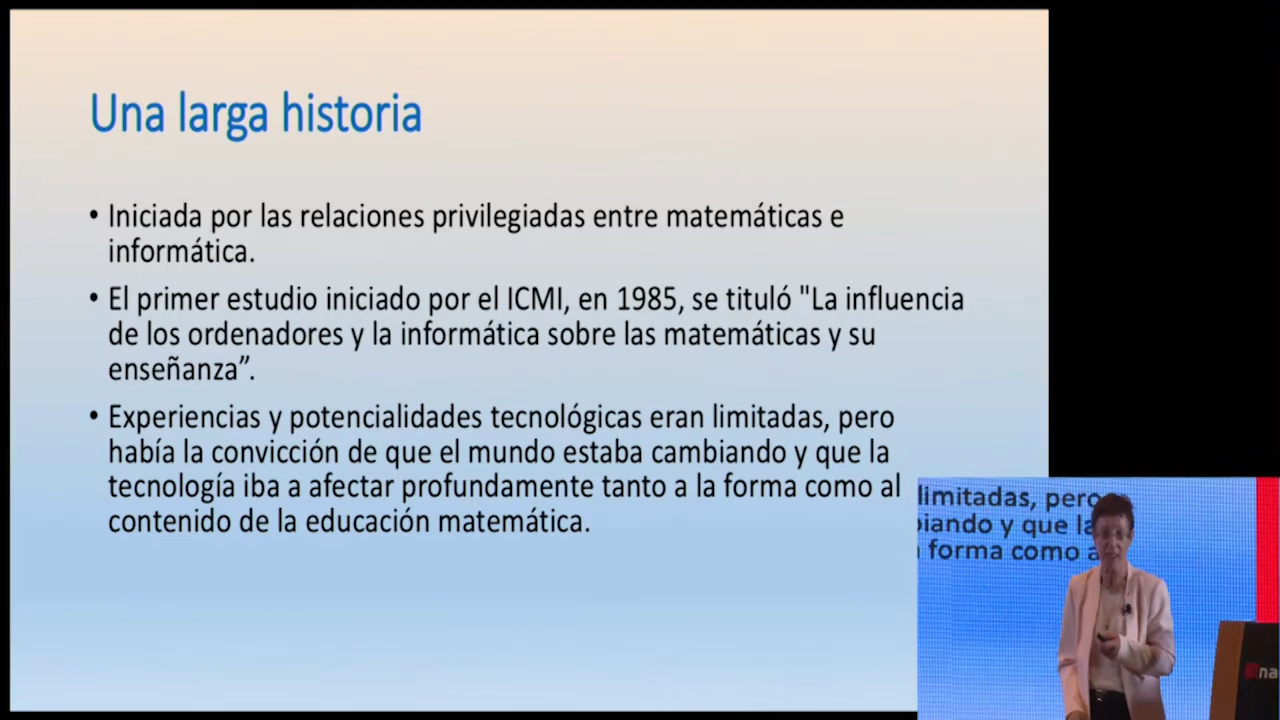 Una larga historia
• Iniciada por las relaciones privilegiadas entre matemáticas e
informática.
• El primer estudio iniciado por el ICMI, en 1985, se tituló "La influencia
de los ordenadores y la informática sobre las matemáticas y su
enseñanza”.
• Experiencias y potencialidades tecnológicas eran limitadas, pero
había la convicción de que el mundo estaba cambiando y que la
tecnología iba a afectar profundamente tanto a la forma como al
contenido de la educación matemática.
limitadas, pero
biando y que la
forma como a
na